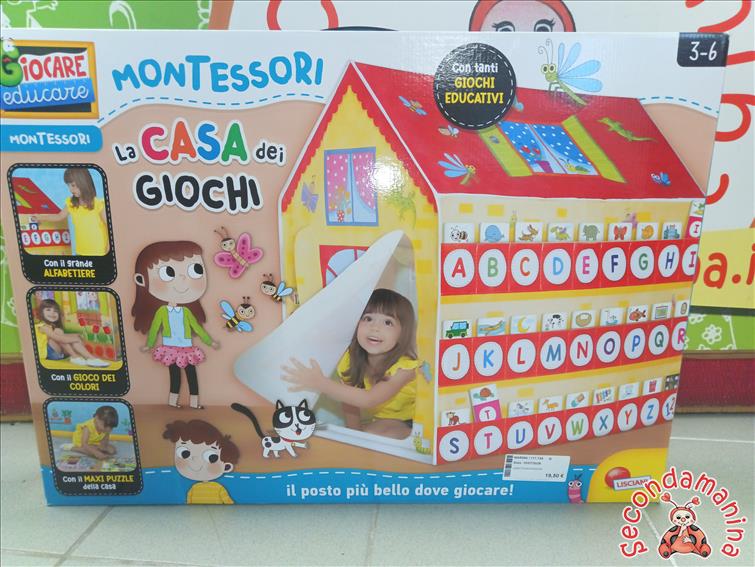 GIOCARE
educare
MONTESSORI
MONTESSORI
La CASA dei
GIOCHI
Con tanti
GIOCHI
EDUCATIVI
3-6
Con il grande
ALFABETIERE
Con il GIOCO DEI
COLORI
Con il MAXI PUZZLE
della casa
A B C D E F G H I
J K L M N O P Q R
S T U V W X Y Z
il posto più bello dove giocare!
19,50 €
LISCIANI
Secondamanina